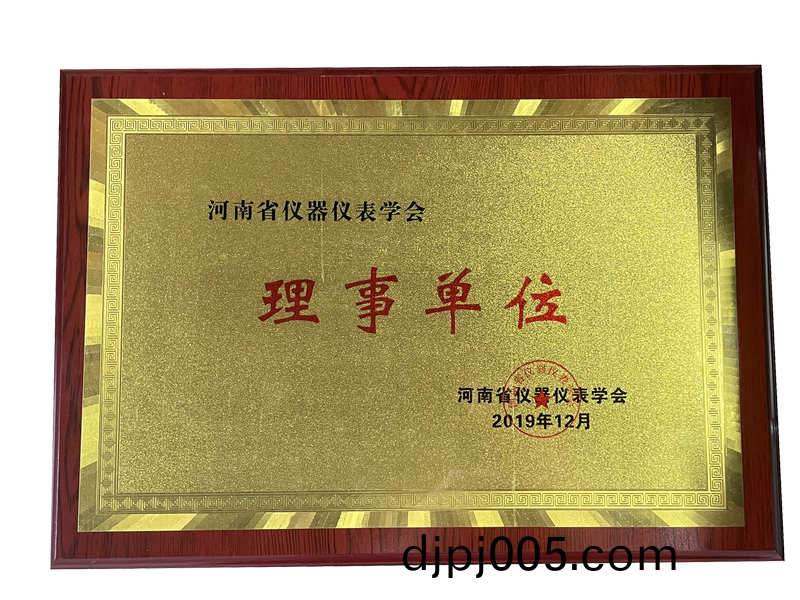 河南省仪器仪表学会
理事单位
河南省仪器仪表学会
2019年12月
djpj005.com